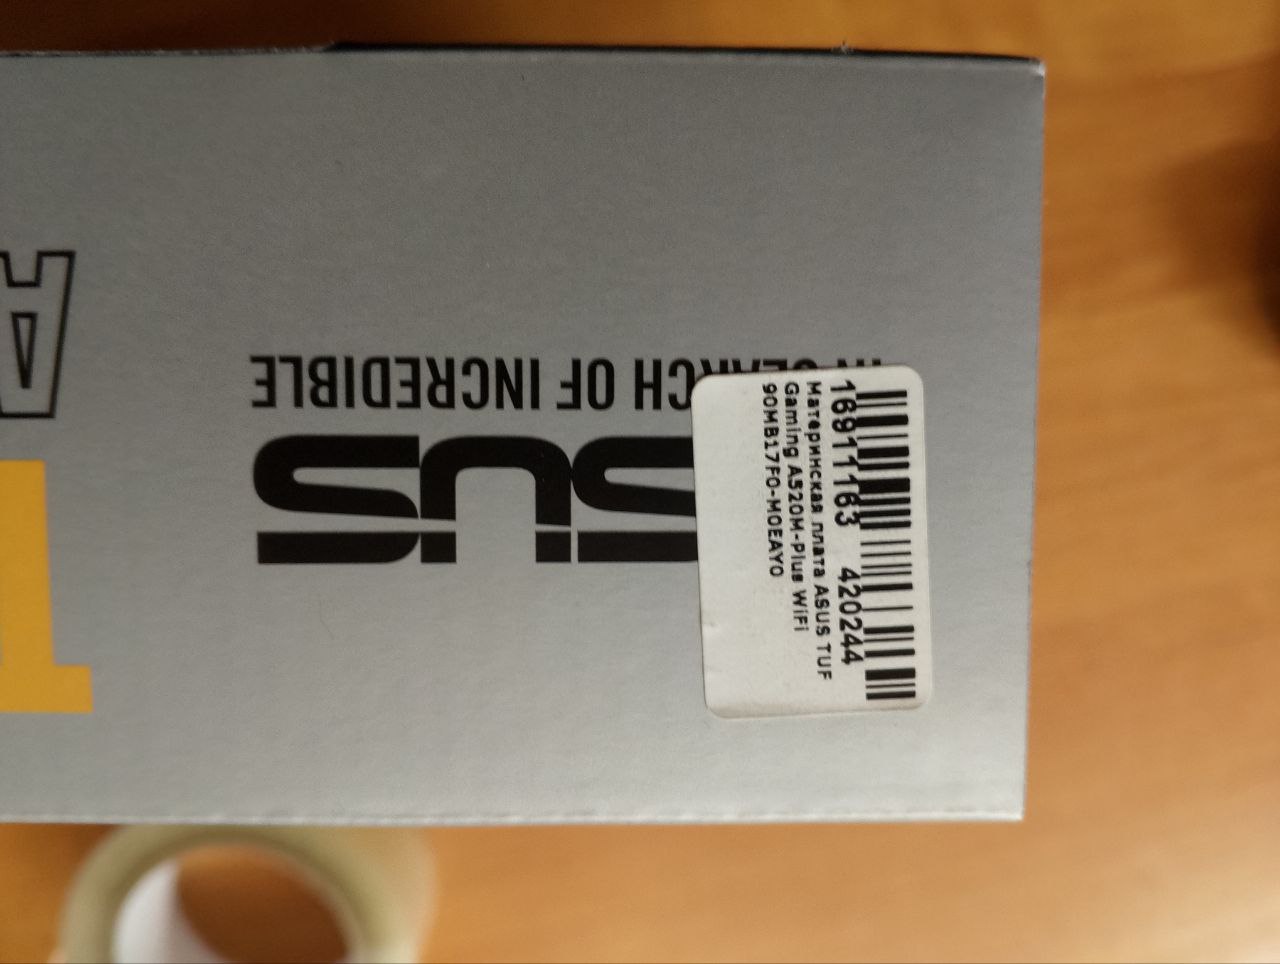 IN SEARCH OF INCREDIBLE
SUS
16911163 420244
Материнская плата ASUS TUF
Gaming A520M-Plus WiFi
90MB17F0-M0EAY0